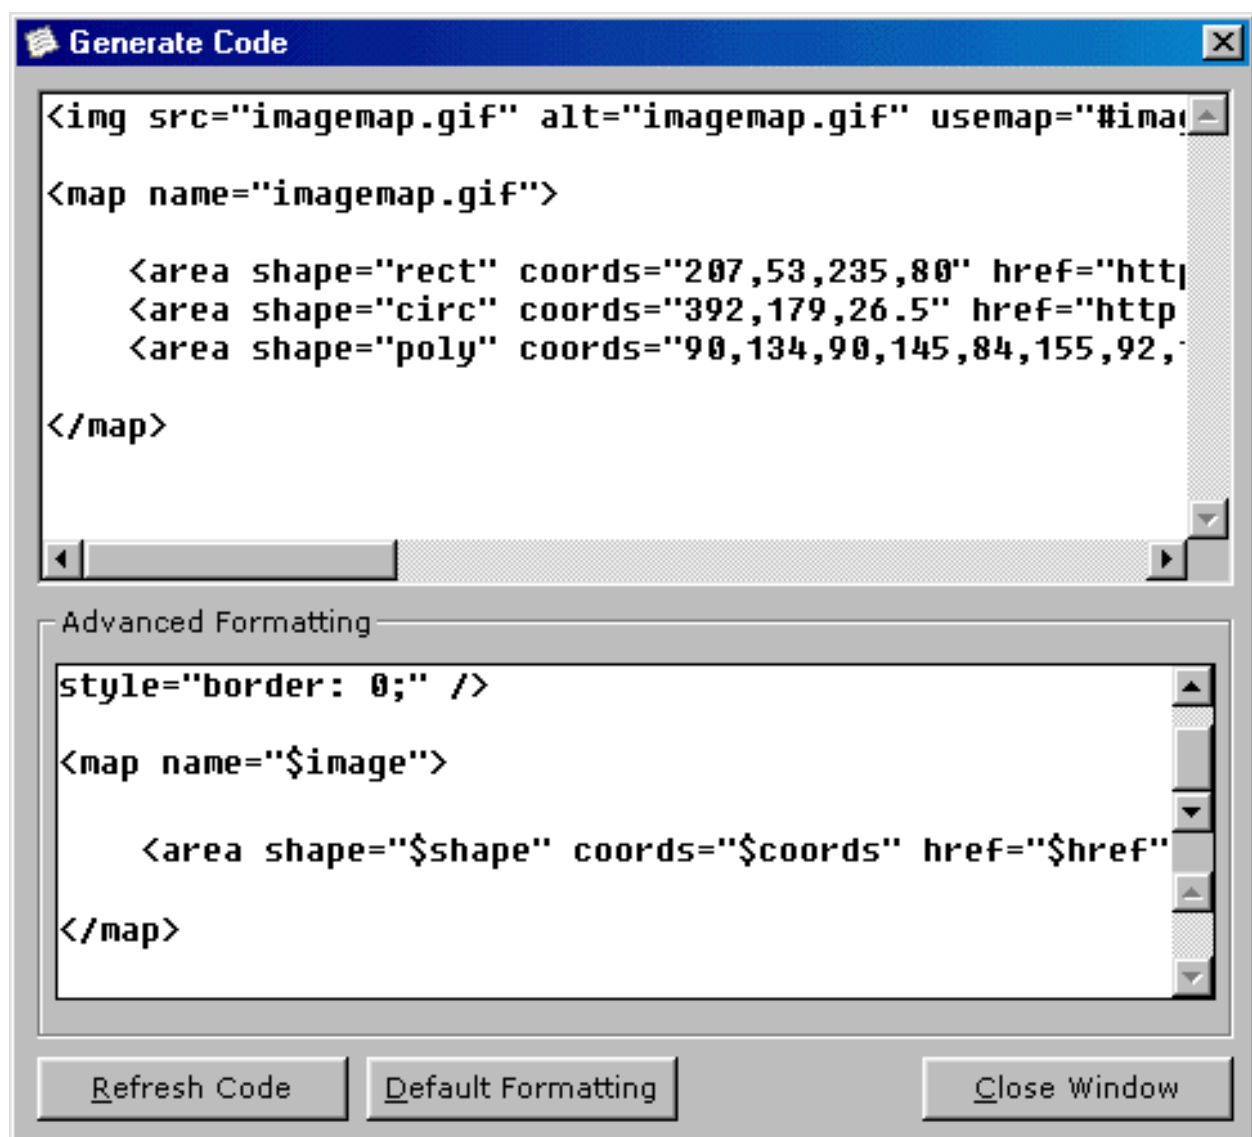 Generate Code
<img src="imagemap.gif" alt="imagemap.gif" usemap="#imag
<map name="imagemap.gif">
<area shape="rect" coords="207,53,235,80" href="http
<area shape="circ" coords="392,179,26.5" href="http
<area shape="poly" coords="90,134,90,145,84,155,92,
</map>
Advanced Formatting
style="border: 0;" />
<map name="$image">
<area shape="$shape" coords="$coords" href="$href"
</map>
Refresh Code
Default Formatting
Close Window